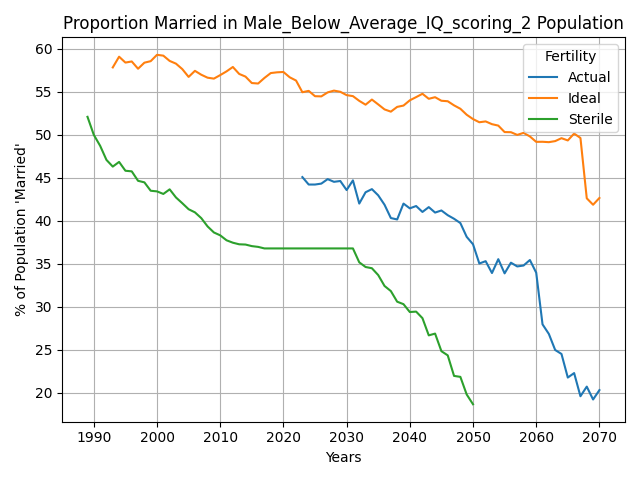 Proportion Married in Male_Below_Average_IQ_scoring_2 Population
% of Population 'Married'
60
55
50
45
40
35
30
25
20
Fertility
Actual
Ideal
Sterile
1990 2000 2010 2020 2030 2040 2050 2060 2070
Years